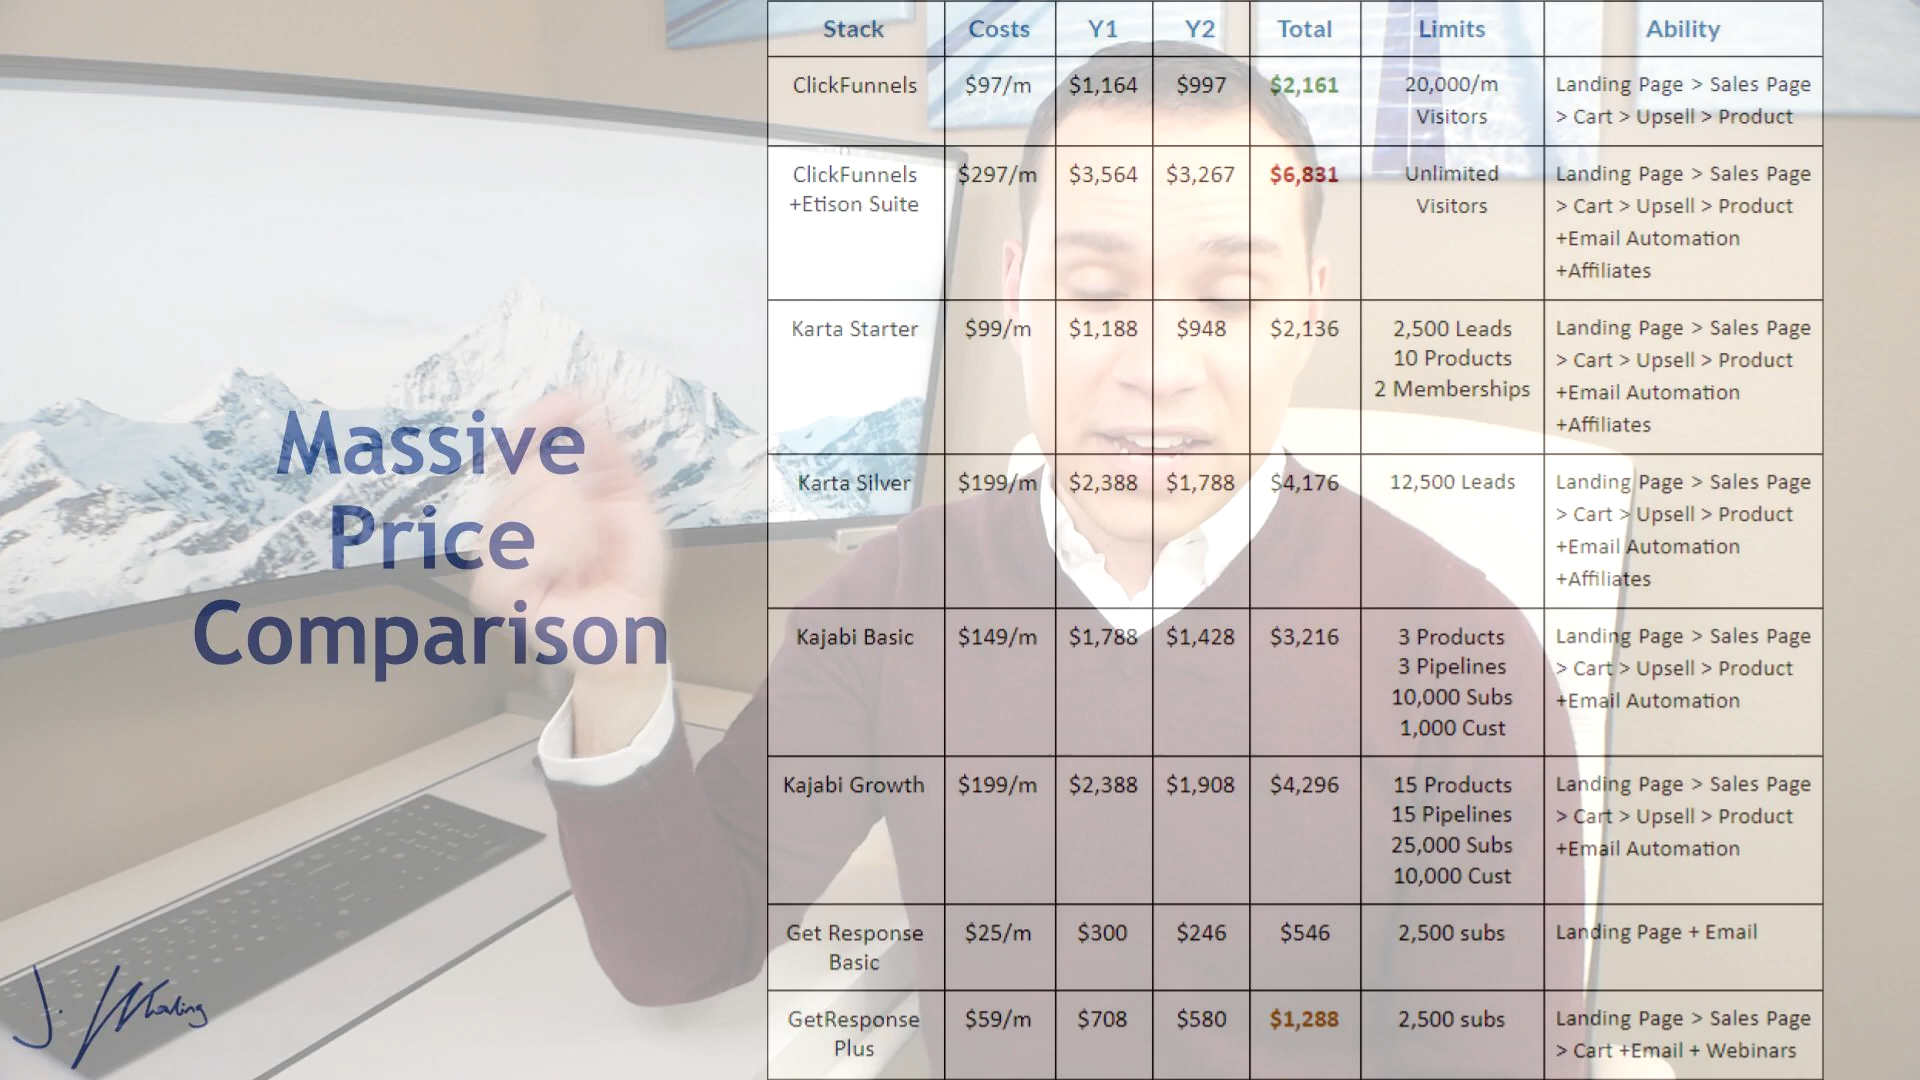 Massive
Price
Comparison
Stack Costs Y1 Y2 Total Limits Ability
ClickFunnels $97/m $1,164 $997 $2,161 20,000/m Landing Page > Sales Page
Visitors > Cart > Upsell > Product
ClickFunnels $297/m $3,564 $3,267 $6,831 Unlimited Landing Page > Sales Page
+Etison Suite Visitors > Cart > Upsell > Product
+Email Automation
+Affiliates
Karta Starter $99/m $1,188 $948 $2,136 2,500 Leads Landing Page > Sales Page
10 Products > Cart > Upsell > Product
2 Memberships +Email Automation
+Affiliates
Karta Silver $199/m $2,388 $1,788 $4,176 12,500 Leads Landing Page > Sales Page
> Cart > Upsell > Product
+Email Automation
+Affiliates
Kajabi Basic $149/m $1,788 $1,428 $3,216 3 Products Landing Page > Sales Page
3 Pipelines > Cart > Upsell > Product
10,000 Subs +Email Automation
1,000 Cust
Kajabi Growth $199/m $2,388 $1,908 $4,296 15 Products Landing Page > Sales Page
15 Pipelines > Cart > Upsell > Product
25,000 Subs +Email Automation
10,000 Cust
Get Response $25/m $300 $246 $546 2,500 subs Landing Page + Email
Basic
GetResponse $59/m $708 $580 $1,288 2,500 subs Landing Page > Sales Page
Plus > Cart +Email + Webinars